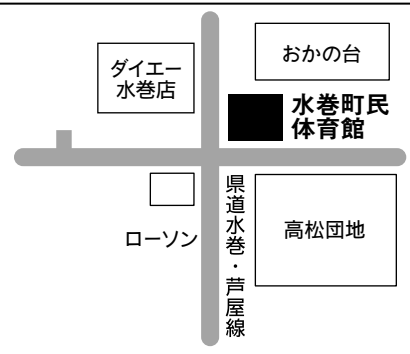 おかの台
ダイエー
水巻店
水巻町民
体育館
ローソン
県道水巻・芦屋線
高松団地